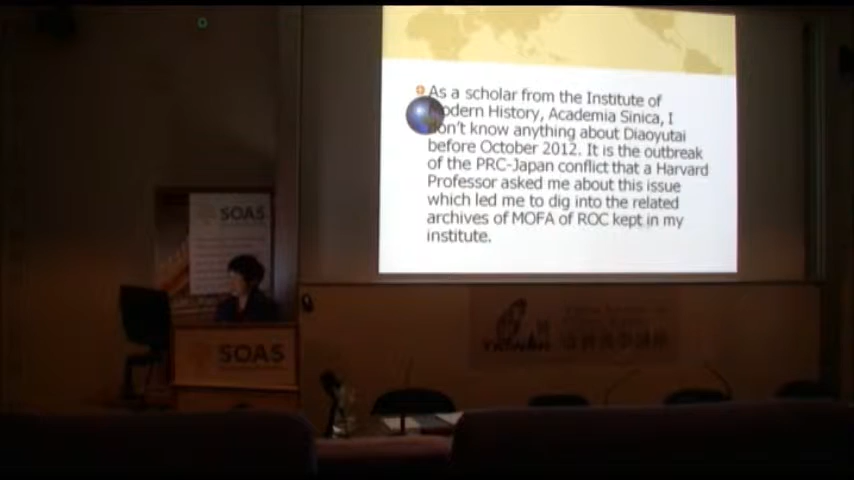 As a scholar from the Institute of
Modern History, Academia Sinica, I
don't know anything about Diaoyutai
before October 2012. It is the outbreak
of the PRC-Japan conflict that a Harvard
Professor asked me about this issue
which led me to dig into the related
archives of MOFA of ROC kept in my
institute.
SOAS
SOAS